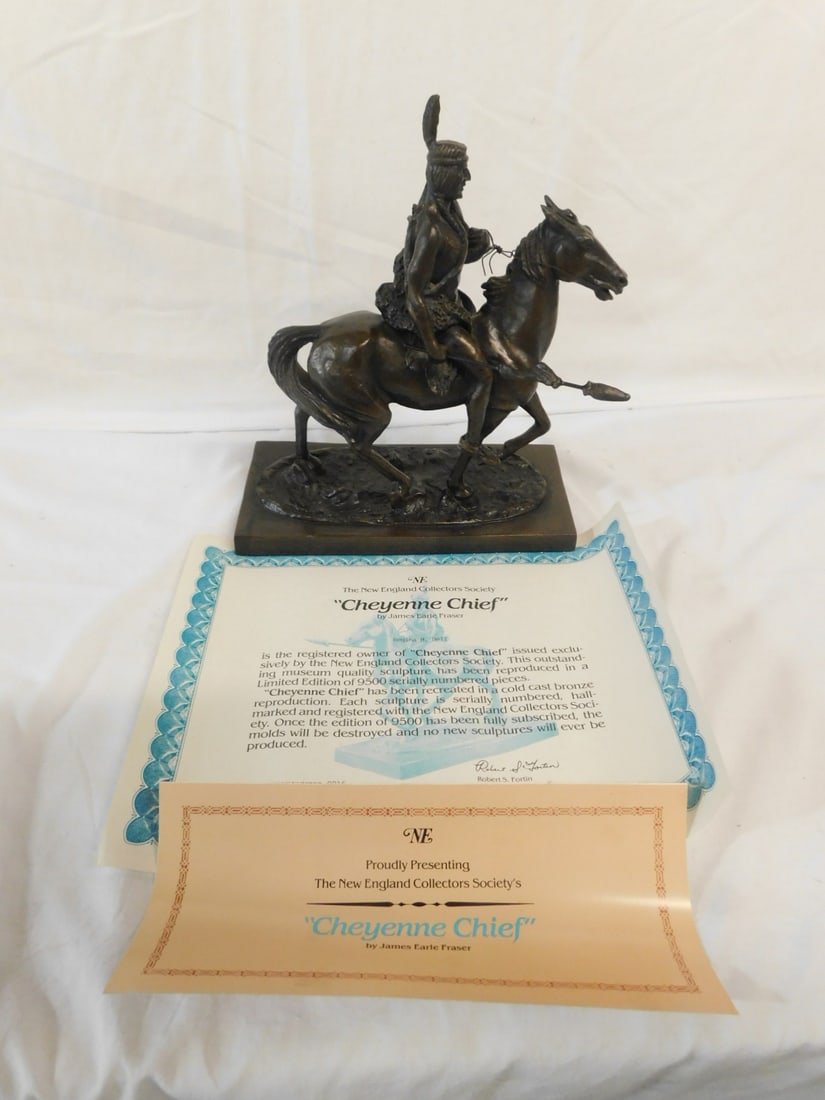 NE
The New England Collectors Society
"Cheyenne Chief"
by James Earle Fraser
is the registered owner of "Cheyenne Chief" issued exclu-
sively by the New England Collectors Society. This outstand-
ing museum quality sculpture has been reproduced in a
Limited Edition of 9500 serially numbered pieces.
"Cheyenne Chief" has been recreated in a cold cast bronze
reproduction. Each sculpture is serially numbered, hall-
marked and registered with the New England Collectors Soci-
ety. Once the edition of 9500 has been fully subscribed, the
molds will be destroyed and no new sculptures will ever be
produced.
Robert S. Fortin
Robert S. Fortin
NE
Proudly Presenting
The New England Collectors Society's
"Cheyenne Chief"
by James Earle Fraser